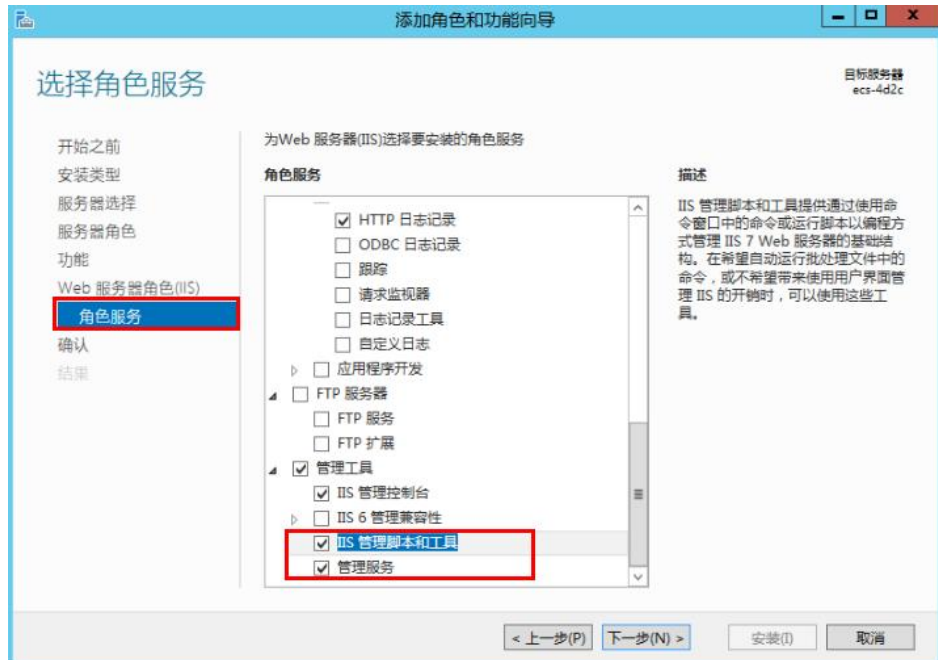 添加角色和功能向导
选择角色服务
目标服务器
ecs-4d2c
开始之前
安装类型
服务器选择
服务器角色
功能
Web 服务器角色(IIS)
角色服务
确认
结果
为Web 服务器(IIS)选择要安装的角色服务
角色服务
HTTP 日志记录
ODBC 日志记录
跟踪
请求监视器
日志记录工具
自定义日志
应用程序开发
FTP 服务器
FTP 服务
FTP 扩展
管理工具
IIS 管理控制台
IIS 6 管理兼容性
IIS 管理脚本和工具
管理服务
描述
IIS 管理脚本和工具提供通过使用命
令窗口中的命令或运行脚本以编程方
式管理 IIS 7 Web 服务器的基础结
构。在希望自动运行批处理文件中的
命令，或不希望带来使用用户界面管
理 IIS 的开销时，可以使用这些工
具。
< 上一步(P)
下一步(N) >
安装(I)
取消